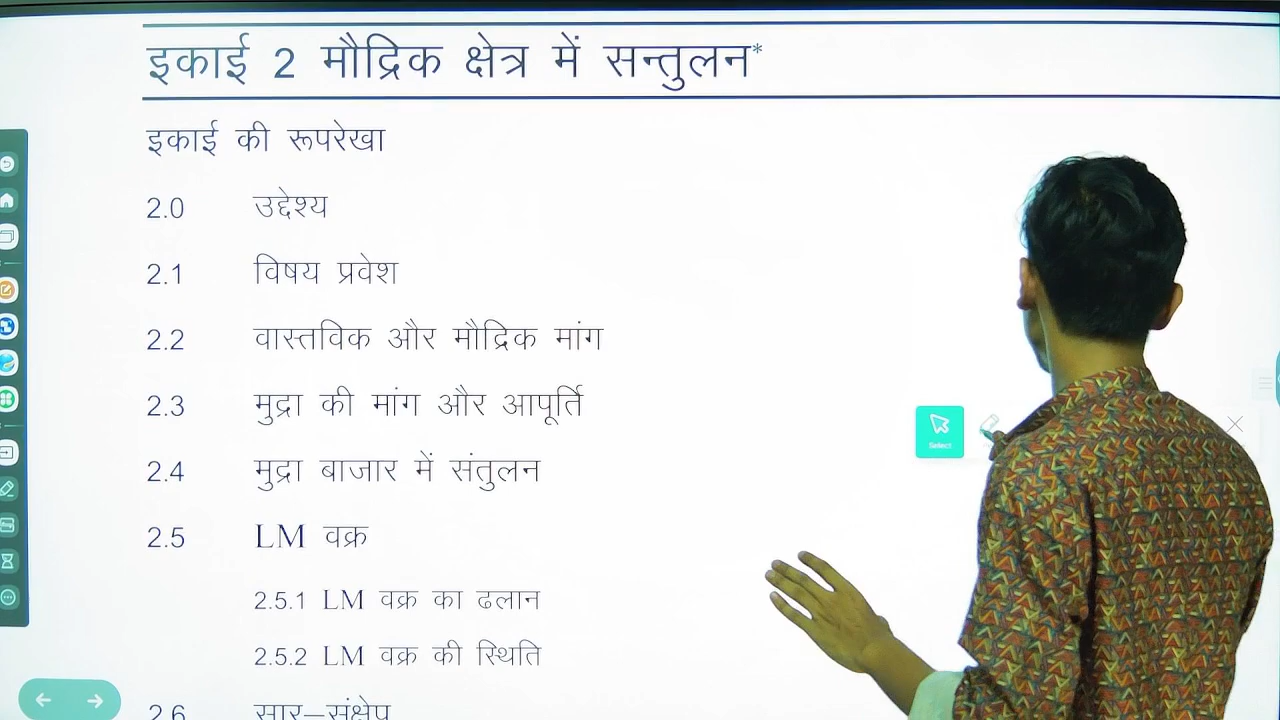 इकाई 2 मौद्रिक क्षेत्र में सन्तुलन*
इकाई की रूपरेखा
2.0 उद्देश्य
2.1 विषय प्रवेश
2.2 वास्तविक और मौद्रिक मांग
2.3 मुद्रा की मांग और आपूर्ति
2.4 मुद्रा बाजार में संतुलन
2.5 LM वक्र
2.5.1 LM वक्र का ढलान
2.5.2 LM वक्र की स्थिति
2.6 सार–संक्षेप
Select